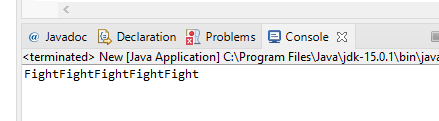 @ Javadoc Declaration Problems Console
<terminated> New [Java Application] C:\Program Files\Java\jdk-15.0.1\bin\java
FightFightFightFightFight